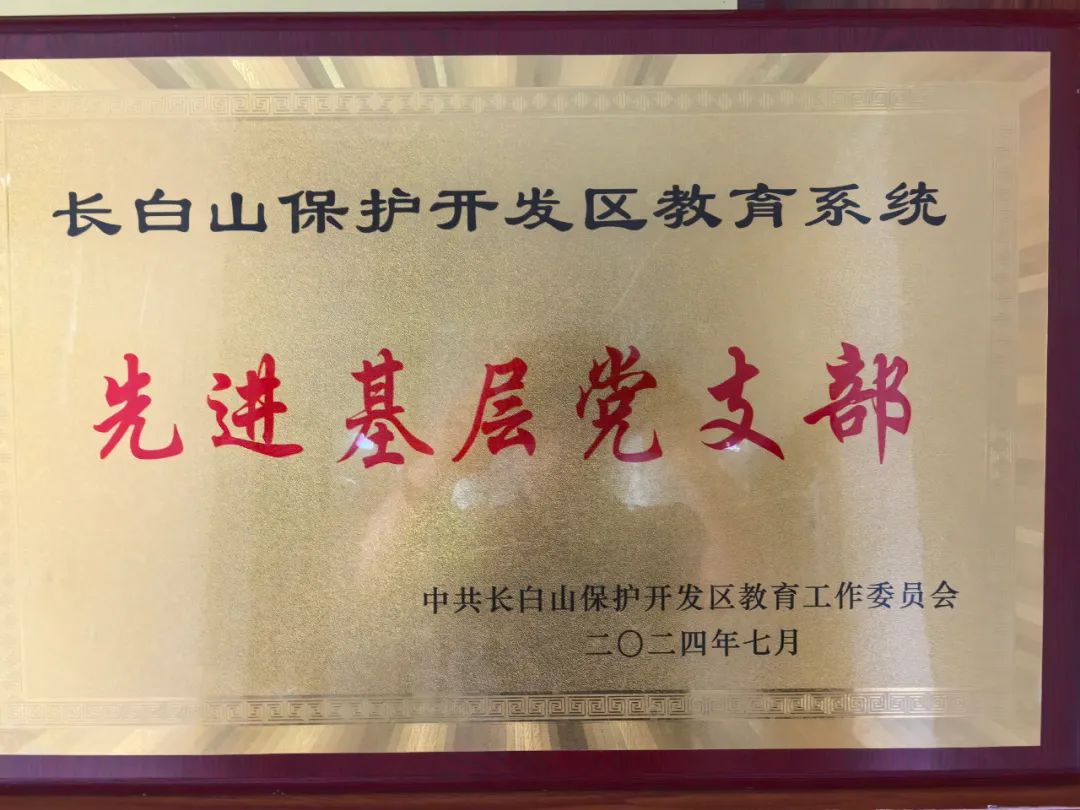 长白山保护开发区教育系统
先进基层党支部
中共长白山保护开发区教育工作委员会
二〇二四年七月